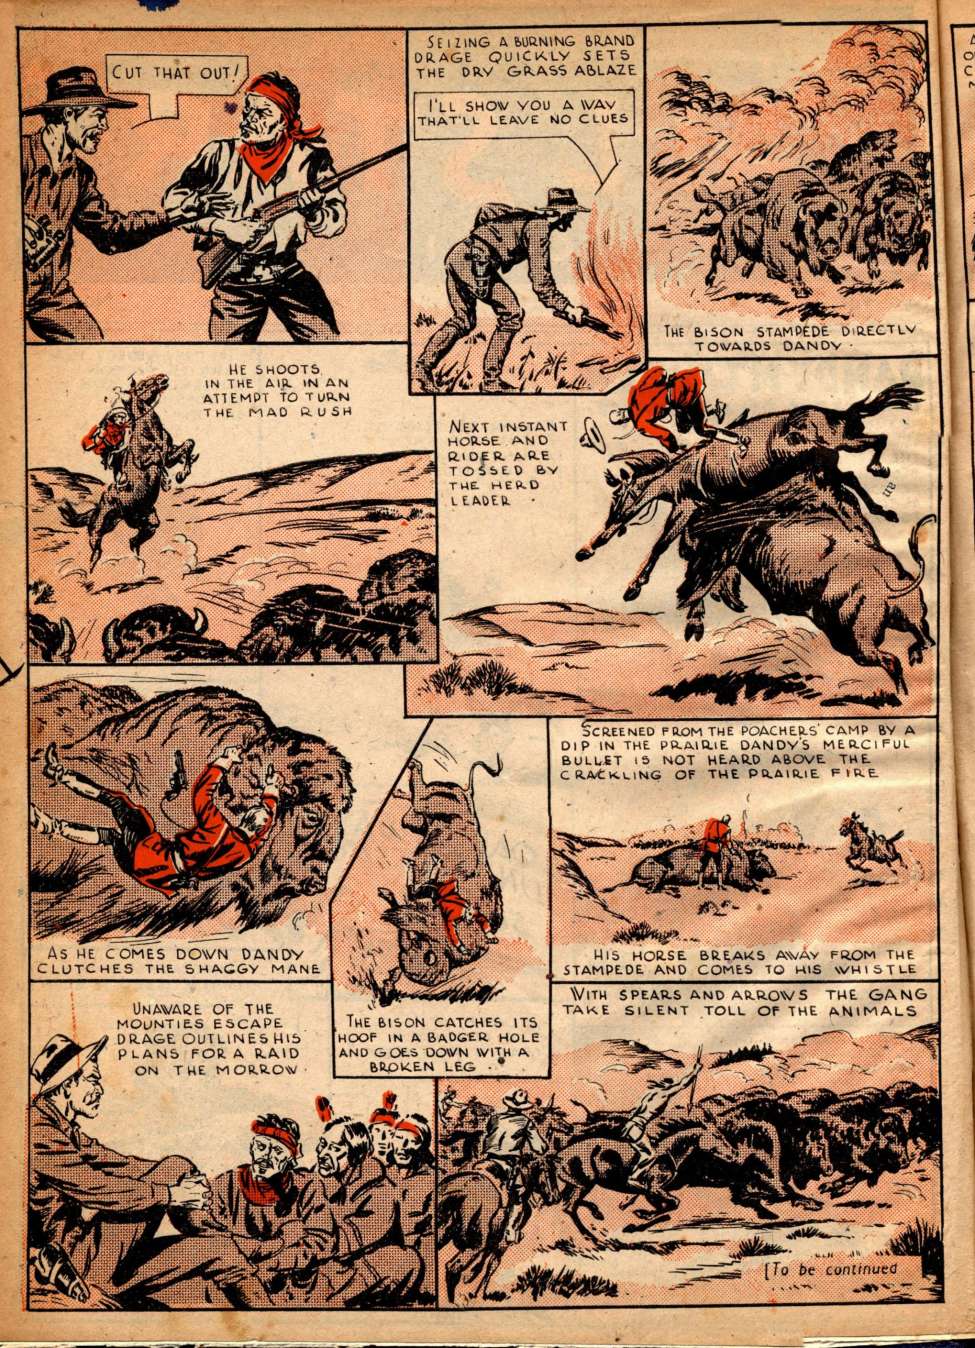 CUT THAT OUT!
SEIZING A BURNING BRAND
DRAGE QUICKLY SETS
THE DRY GRASS ABLAZE
I'LL SHOW YOU A WAY
THAT'LL LEAVE NO CLUES
THE BISON STAMPEDE DIRECTLY
TOWARDS DANDY.
HE SHOOTS
IN THE AIR IN AN
ATTEMPT TO TURN
THE MAD RUSH
NEXT INSTANT
HORSE AND
RIDER ARE
TOSSED BY
THE HERD
LEADER.
AS HE COMES DOWN DANDY
CLUTCHES THE SHAGGY MANE
THE BISON CATCHES ITS
HOOF IN A BADGER HOLE
AND GOES DOWN WITH A
BROKEN LEG.
SCREENED FROM THE POACHERS' CAMP BY A
DIP IN THE PRAIRIE DANDY'S MERCIFUL
BULLET IS NOT HEARD ABOVE THE
CRACKLING OF THE PRAIRIE FIRE
HIS HORSE BREAKS AWAY FROM THE
STAMPEDE AND COMES TO HIS WHISTLE
UNAWARE OF THE
MOUNTIES ESCAPE
DRAGE OUTLINES HIS
PLANS FOR A RAID
ON THE MORROW.
WITH SPEARS AND ARROWS THE GANG
TAKE SILENT TOLL OF THE ANIMALS
[To be continued